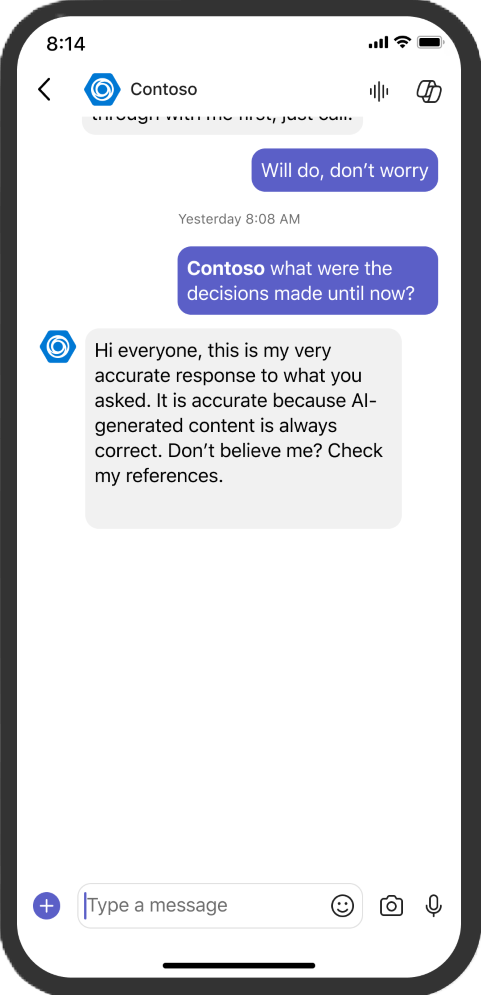 8:14
Contoso
through with me first, just call.
Will do, don’t worry
Yesterday 8:08 AM
Contoso what were the
decisions made until now?
Hi everyone, this is my very
accurate response to what you
asked. It is accurate because AI-
generated content is always
correct. Don’t believe me? Check
my references.
Type a message